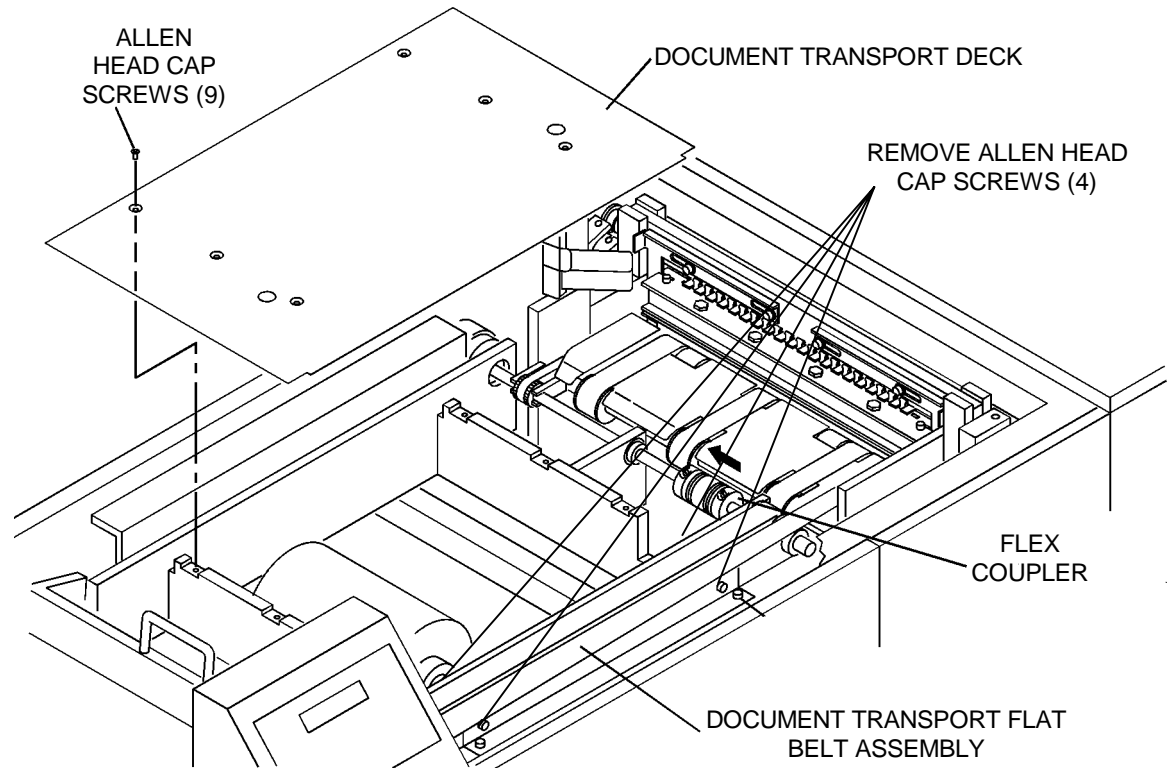 ALLEN
HEAD CAP
SCREWS (9)
DOCUMENT TRANSPORT DECK
REMOVE ALLEN HEAD
CAP SCREWS (4)
FLEX
COUPLER
DOCUMENT TRANSPORT FLAT
BELT ASSEMBLY